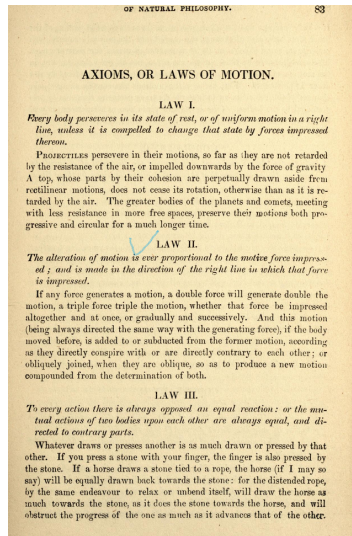 OF NATURAL PHILOSOPHY. 83
AXIOMS, OR LAWS OF MOTION.
LAW I.
Every body perseveres in its state of rest, or of uniform motion in a right
line, unless it is compelled to change that state by forces impressed
thereon.
PROJECTILES persevere in their motions, so far as they are not retarded
by the resistance of the air, or impelled downwards by the force of gravity
A top, whose parts by their cohesion are perpetually drawn aside from
rectilinear motions, does not cease its rotation, otherwise than as it is re-
tarded by the air. The greater bodies of the planets and comets, meeting
with less resistance in more free spaces, preserve their motions both pro-
gressive and circular for a much longer time.
LAW II.
The alteration of motion is ever proportional to the motive force impress-
ed; and is made in the direction of the right line in which that force
is impressed.
If any force generates a motion, a double force will generate double the
motion, a triple force triple the motion, whether that force be impressed
altogether and at once, or gradually and successively. And this motion
(being always directed the same way with the generating force), if the body
moved before, is added to or subducted from the former motion, according
as they directly conspire with or are directly contrary to each other; or
obliquely joined, when they are oblique, so as to produce a new motion
compounded from the determination of both.
LAW III.
To every action there is always opposed an equal reaction: or the mu-
tual actions of two bodies upon each other are always equal, and di-
rected to contrary parts.
Whatever draws or presses another is as much drawn or pressed by that
other. If you press a stone with your finger, the finger is also pressed by
the stone. If a horse draws a stone tied to a rope, the horse (if I may so
say) will be equally drawn back towards the stone: for the distended rope,
by the same endeavour to relax or unbend itself, will draw the horse as
much towards the stone, as it does the stone towards the horse, and will
obstruct the progress of the one as much as it advances that of the other.